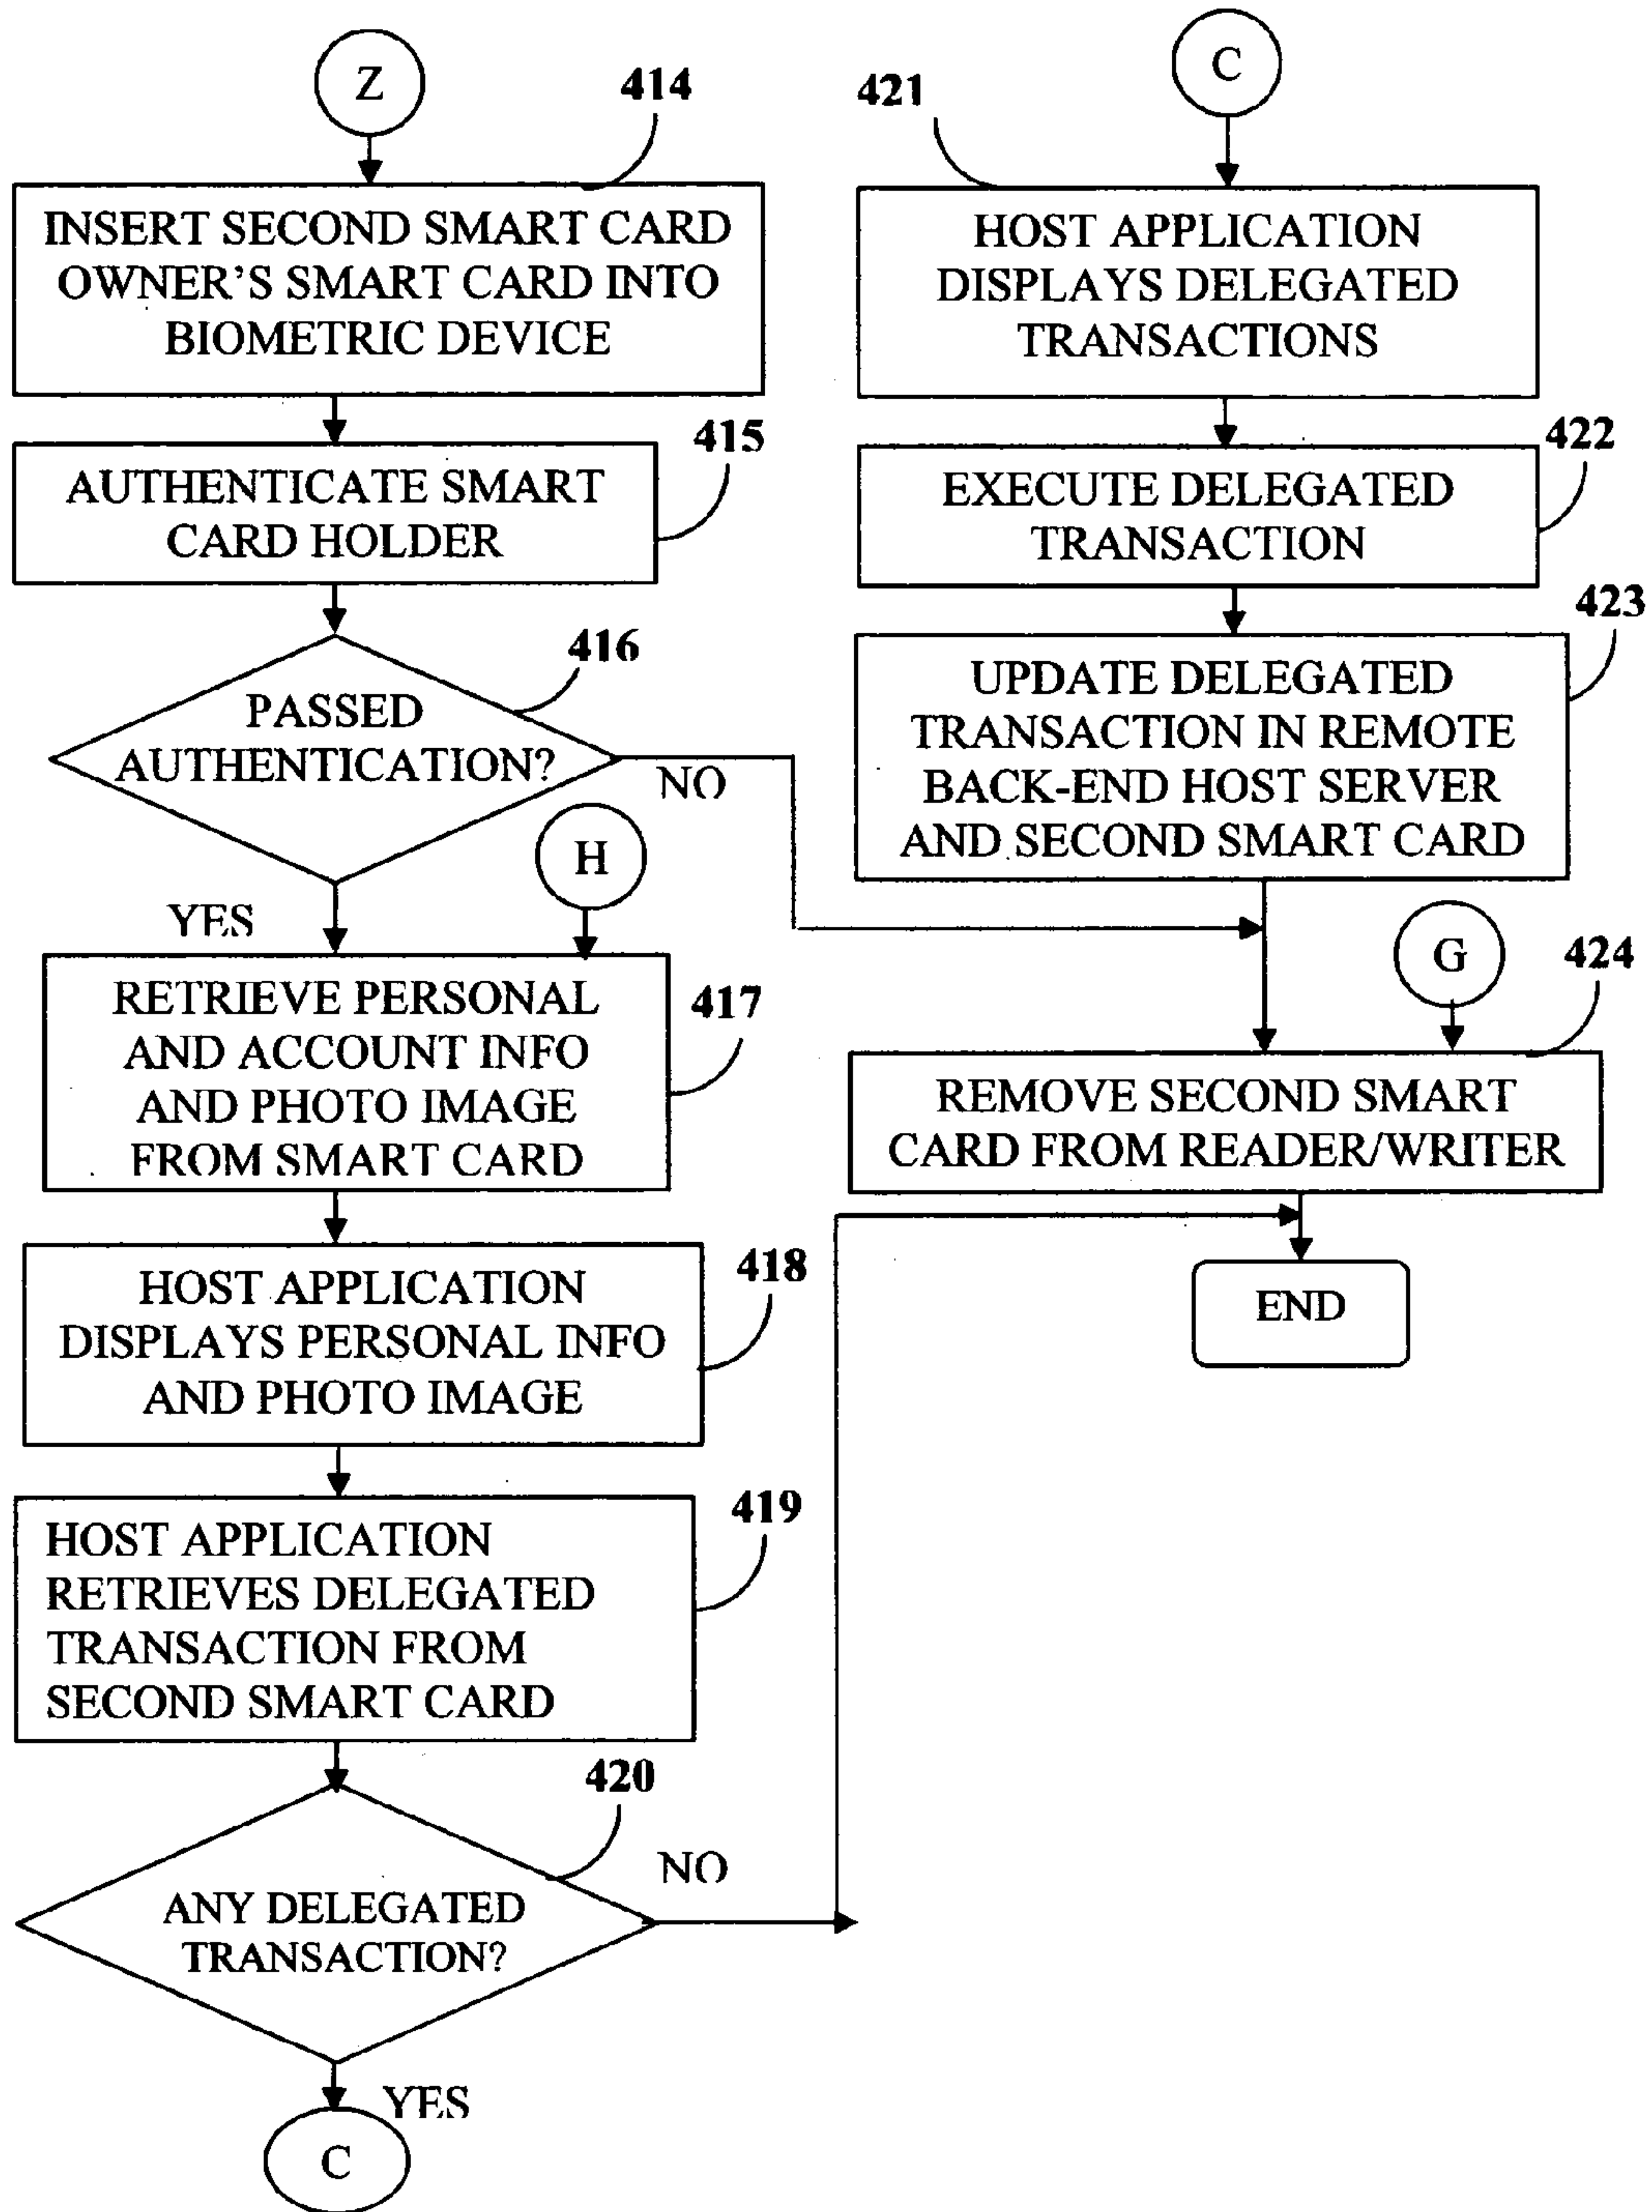 Z
414
INSERT SECOND SMART CARD
OWNER'S SMART CARD INTO
BIOMETRIC DEVICE
415
AUTHENTICATE SMART
CARD HOLDER
416
PASSED
AUTHENTICATION?
NO
H
YES
RETRIEVE PERSONAL
AND ACCOUNT INFO
AND PHOTO IMAGE
FROM SMART CARD
417
HOST APPLICATION
DISPLAYS PERSONAL INFO
AND PHOTO IMAGE
418
HOST APPLICATION
RETRIEVES DELEGATED
TRANSACTION FROM
SECOND SMART CARD
419
420
ANY DELEGATED
TRANSACTION?
NO
YES
C
C
421
HOST APPLICATION
DISPLAYS DELEGATED
TRANSACTIONS
422
EXECUTE DELEGATED
TRANSACTION
423
UPDATE DELEGATED
TRANSACTION IN REMOTE
BACK-END HOST SERVER
AND SECOND SMART CARD
G
424
REMOVE SECOND SMART
CARD FROM READER/WRITER
END